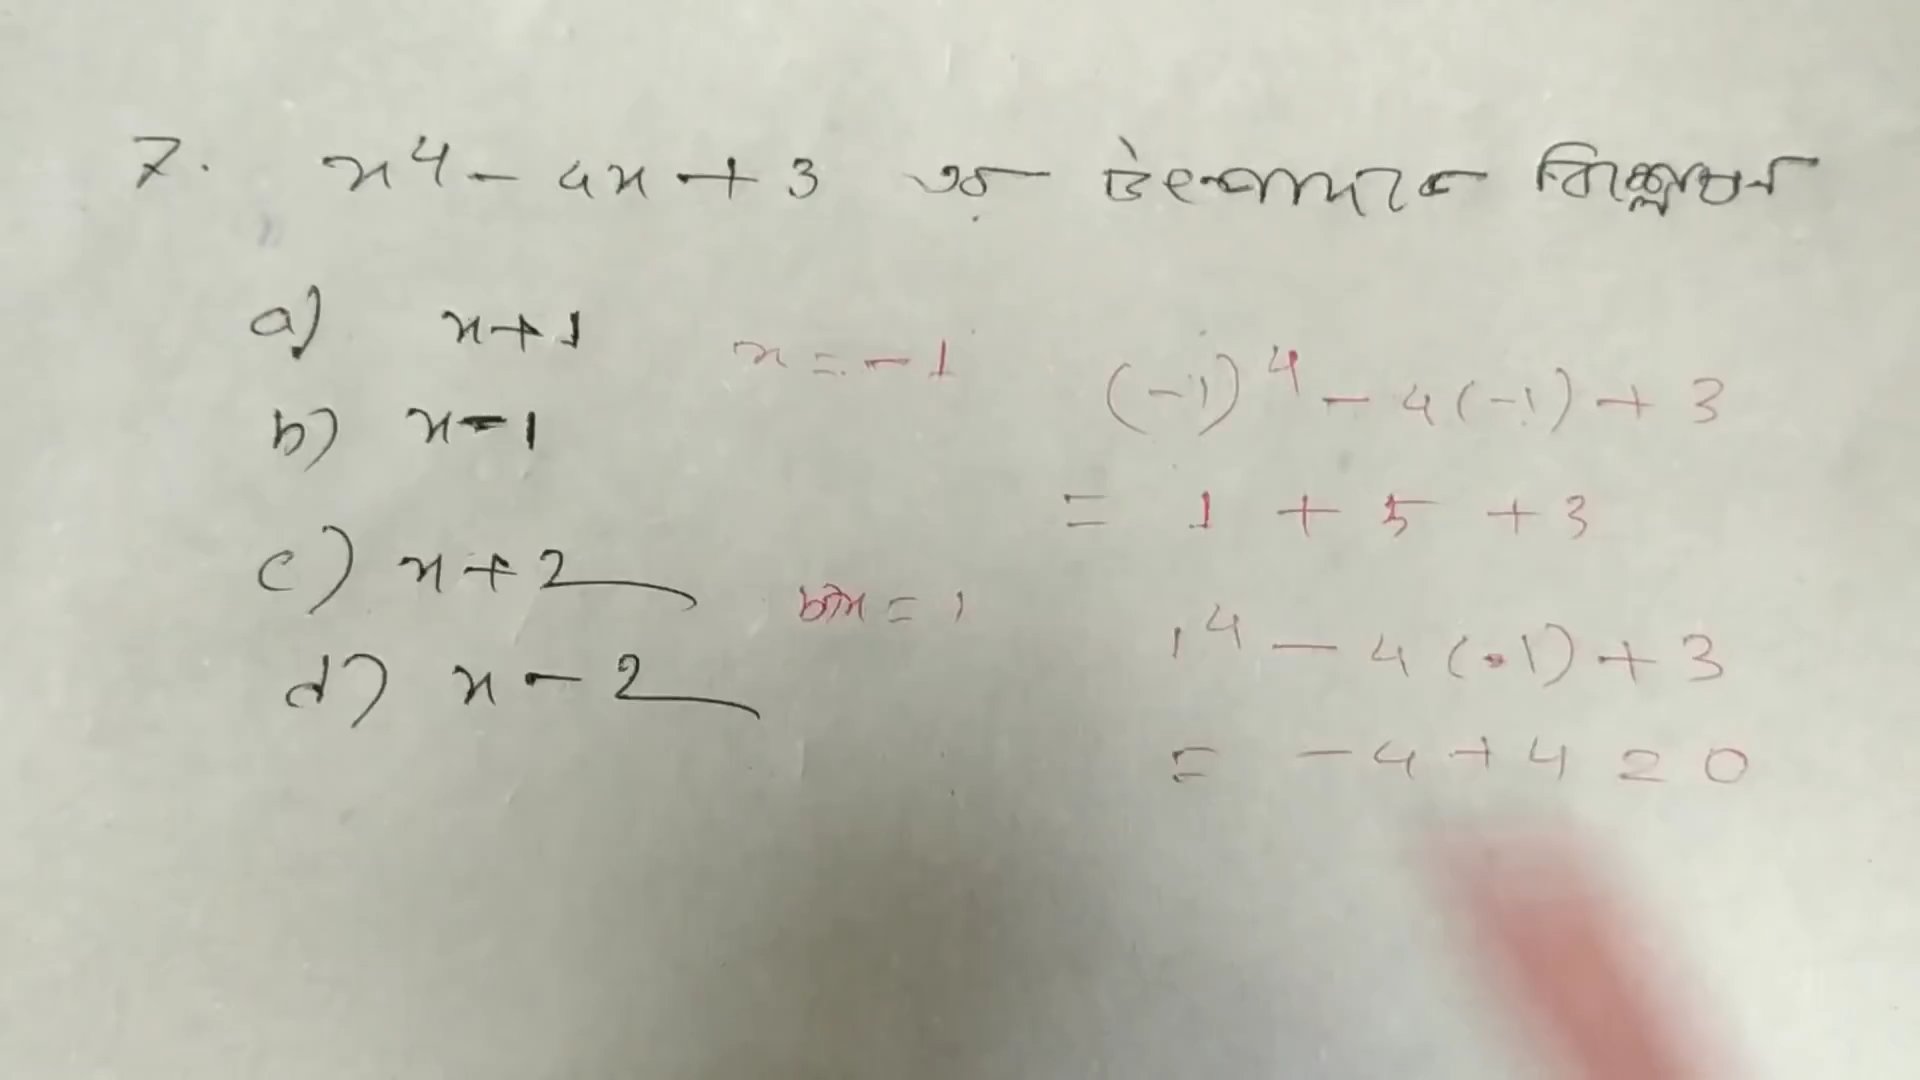 7. x⁴ - 4x + 3 এর উৎপাদকে বিশ্লেষণ
a) x+1
x = -1
(-1)⁴ - 4(-1) + 3
b) x-1
= 1 + 5 + 3
c) x+2
b) x = 1
1⁴ - 4(1) + 3
d) x - 2
= -4 + 4 = 0